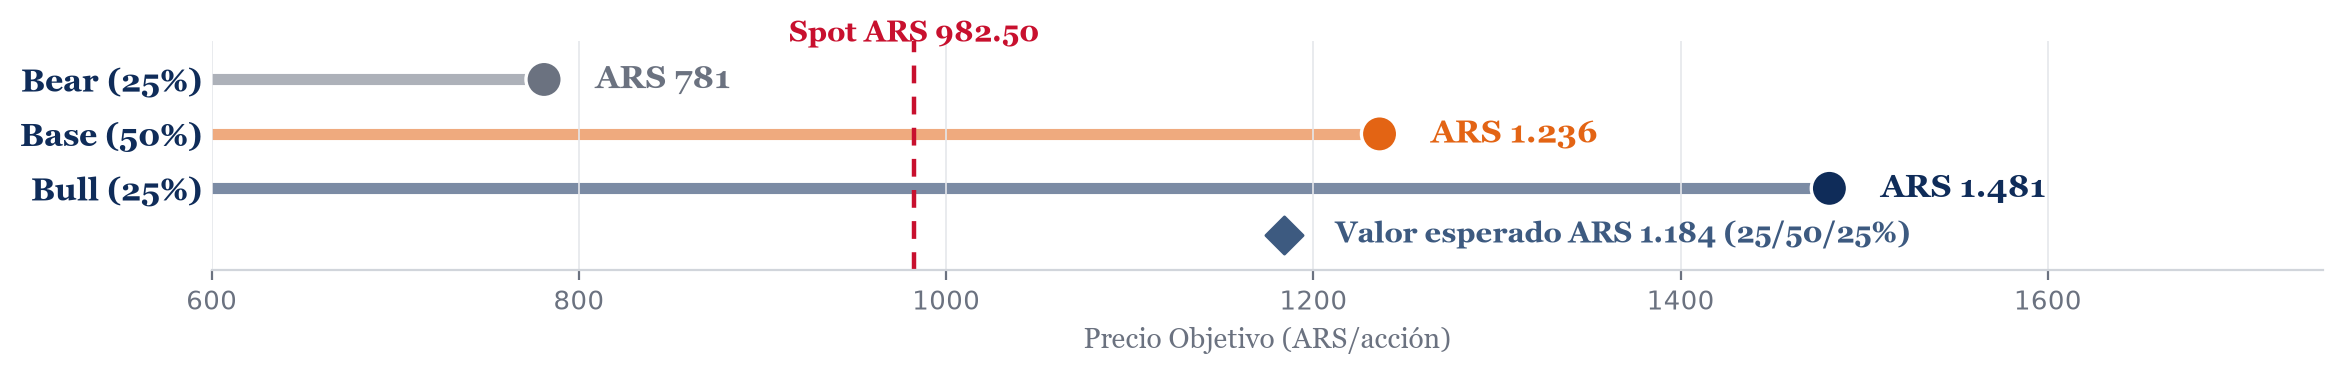 Spot ARS 982.50
Bear (25%) ARS 781
Base (50%) ARS 1.236
Bull (25%) ARS 1.481
Valor esperado ARS 1.184 (25/50/25%)
600 800 1000 1200 1400 1600
Precio Objetivo (ARS/acción)